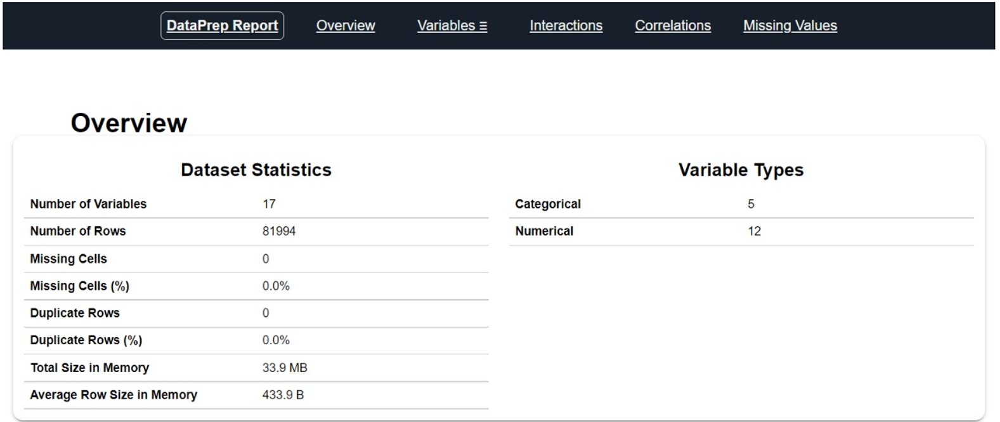 DataPrep Report Overview Variables ☰ Interactions Correlations Missing Values
Overview
Dataset Statistics
Number of Variables 17
Number of Rows 81994
Missing Cells 0
Missing Cells (%) 0.0%
Duplicate Rows 0
Duplicate Rows (%) 0.0%
Total Size in Memory 33.9 MB
Average Row Size in Memory 433.9 B
Variable Types
Categorical 5
Numerical 12